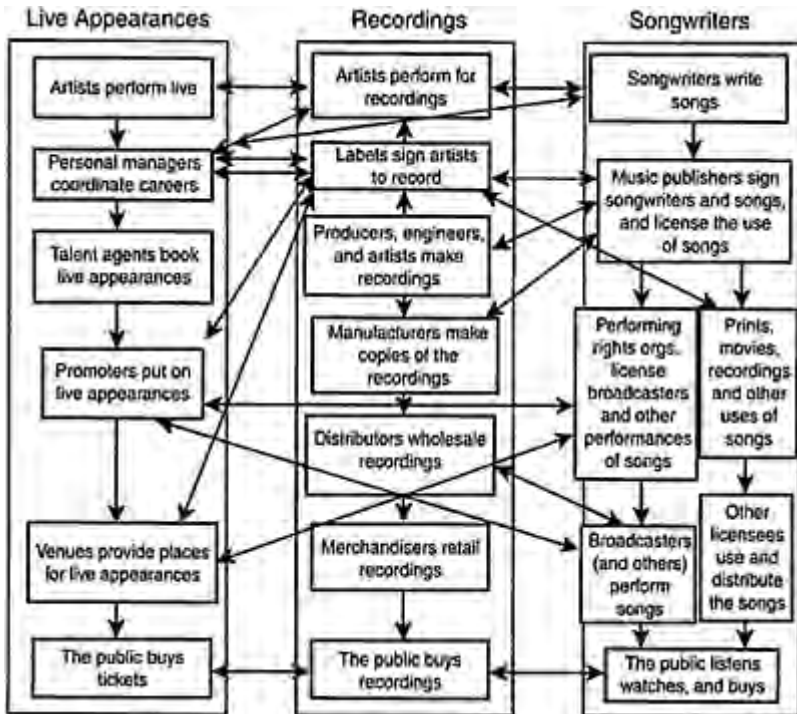 Live Appearances
Artists perform live
Personal managers
coordinate careers
Talent agents book
live appearances
Promoters put on
live appearances
Venues provide places
for live appearances
The public buys
tickets
Recordings
Artists perform for
recordings
Labels sign artists
to record
Producers, engineers,
and artists make
recordings
Manufacturers make
copies of the
recordings
Distributors wholesale
recordings
Merchandisers retail
recordings
The public buys
recordings
Songwriters
Songwriters write
songs
Music publishers sign
songwriters and songs,
and license the use
of songs
Performing
rights orgs.
license
broadcasters
and other
performances
of songs
Prints,
movies,
recordings
and other
uses of
songs
Broadcasters
(and others)
perform
songs
Other
licensees
use and
distribute
the songs
The public listens
watches, and buys